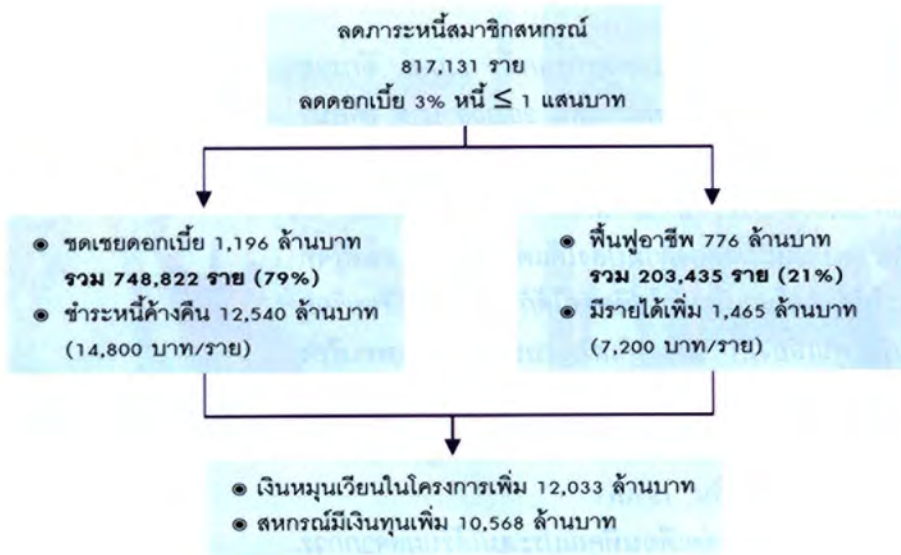 ลดภาระหนี้สมาชิกสหกรณ์
817,131 ราย
ลดดอกเบี้ย 3% หนี้ ≤ 1 แสนบาท
◉ ชดเชยดอกเบี้ย 1,196 ล้านบาท
รวม 748,822 ราย (79%)
◉ ชำระหนี้ค้างคืน 12,540 ล้านบาท
(14,800 บาท/ราย)
◉ ฟื้นฟูอาชีพ 776 ล้านบาท
รวม 203,435 ราย (21%)
◉ มีรายได้เพิ่ม 1,465 ล้านบาท
(7,200 บาท/ราย)
◉ เงินหมุนเวียนในโครงการเพิ่ม 12,033 ล้านบาท
◉ สหกรณ์มีเงินทุนเพิ่ม 10,568 ล้านบาท